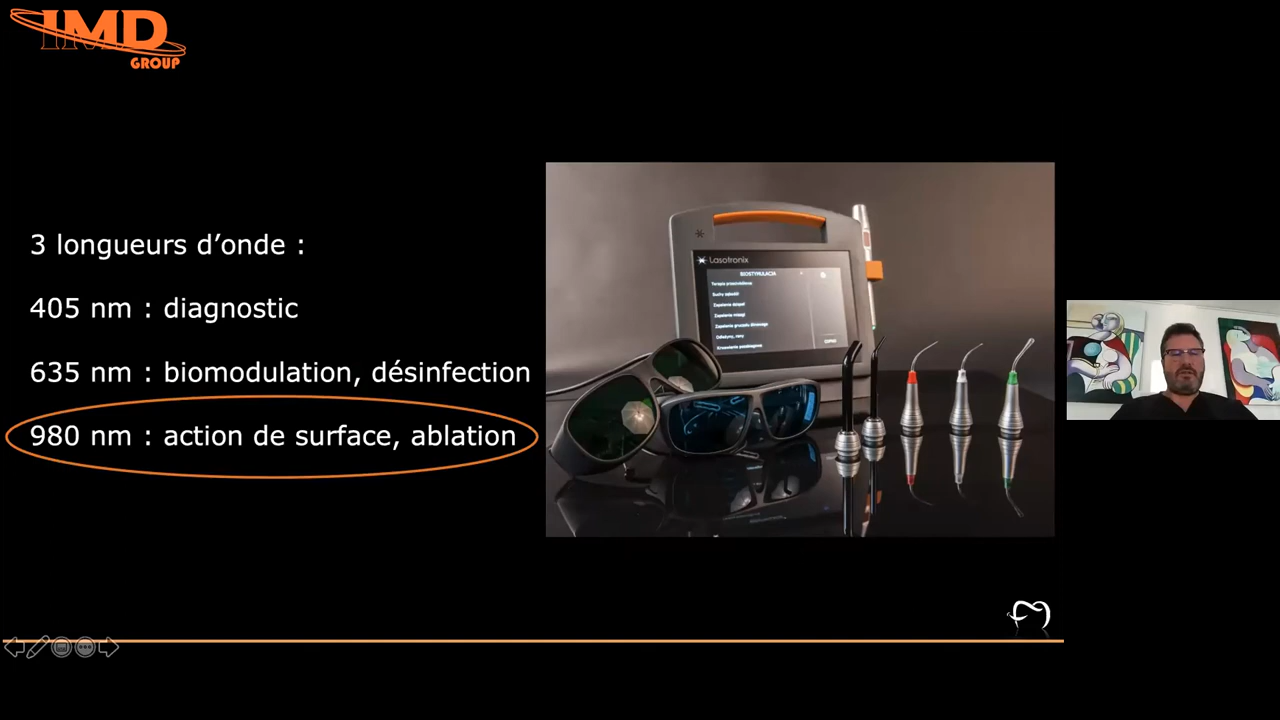 IMD
GROUP
3 longueurs d’onde :
405 nm : diagnostic
635 nm : biomodulation, désinfection
980 nm : action de surface, ablation
Lasotronix
BIOSTYMULACJA